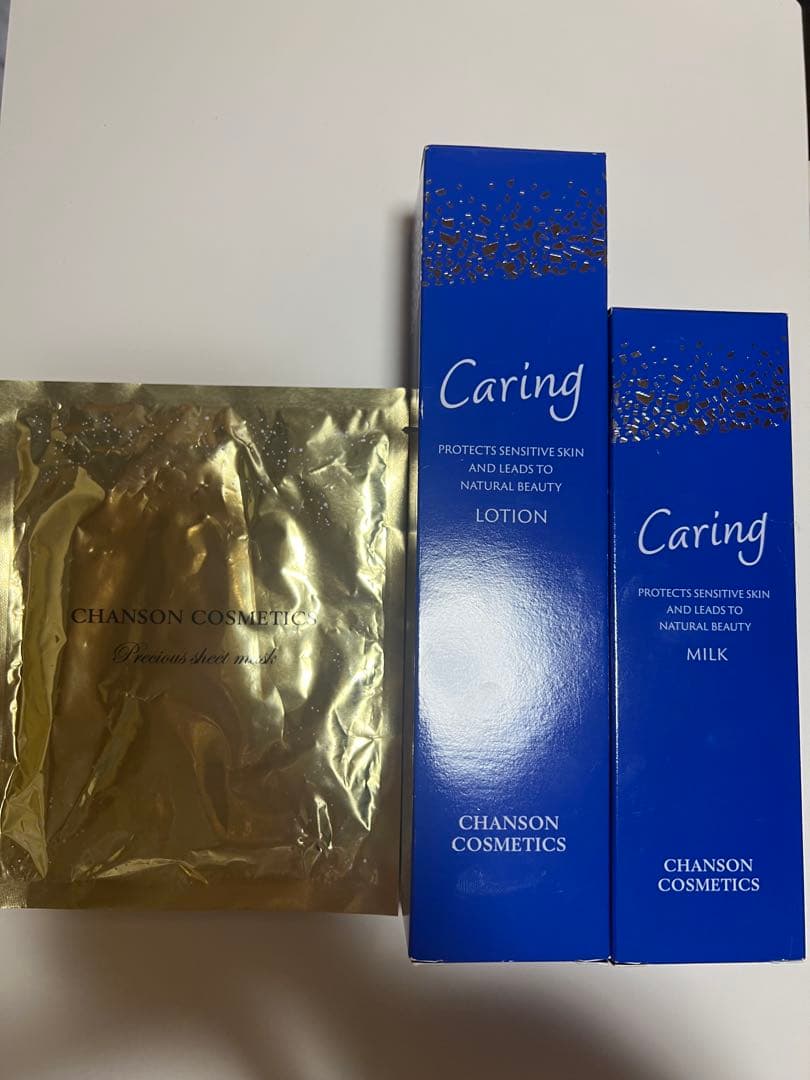 CHANSON COSMETICS
Precious sheet mask
Caring
PROTECTS SENSITIVE SKIN
AND LEADS TO
NATURAL BEAUTY
LOTION
CHANSON
COSMETICS
Caring
PROTECTS SENSITIVE SKIN
AND LEADS TO
NATURAL BEAUTY
MILK
CHANSON
COSMETICS